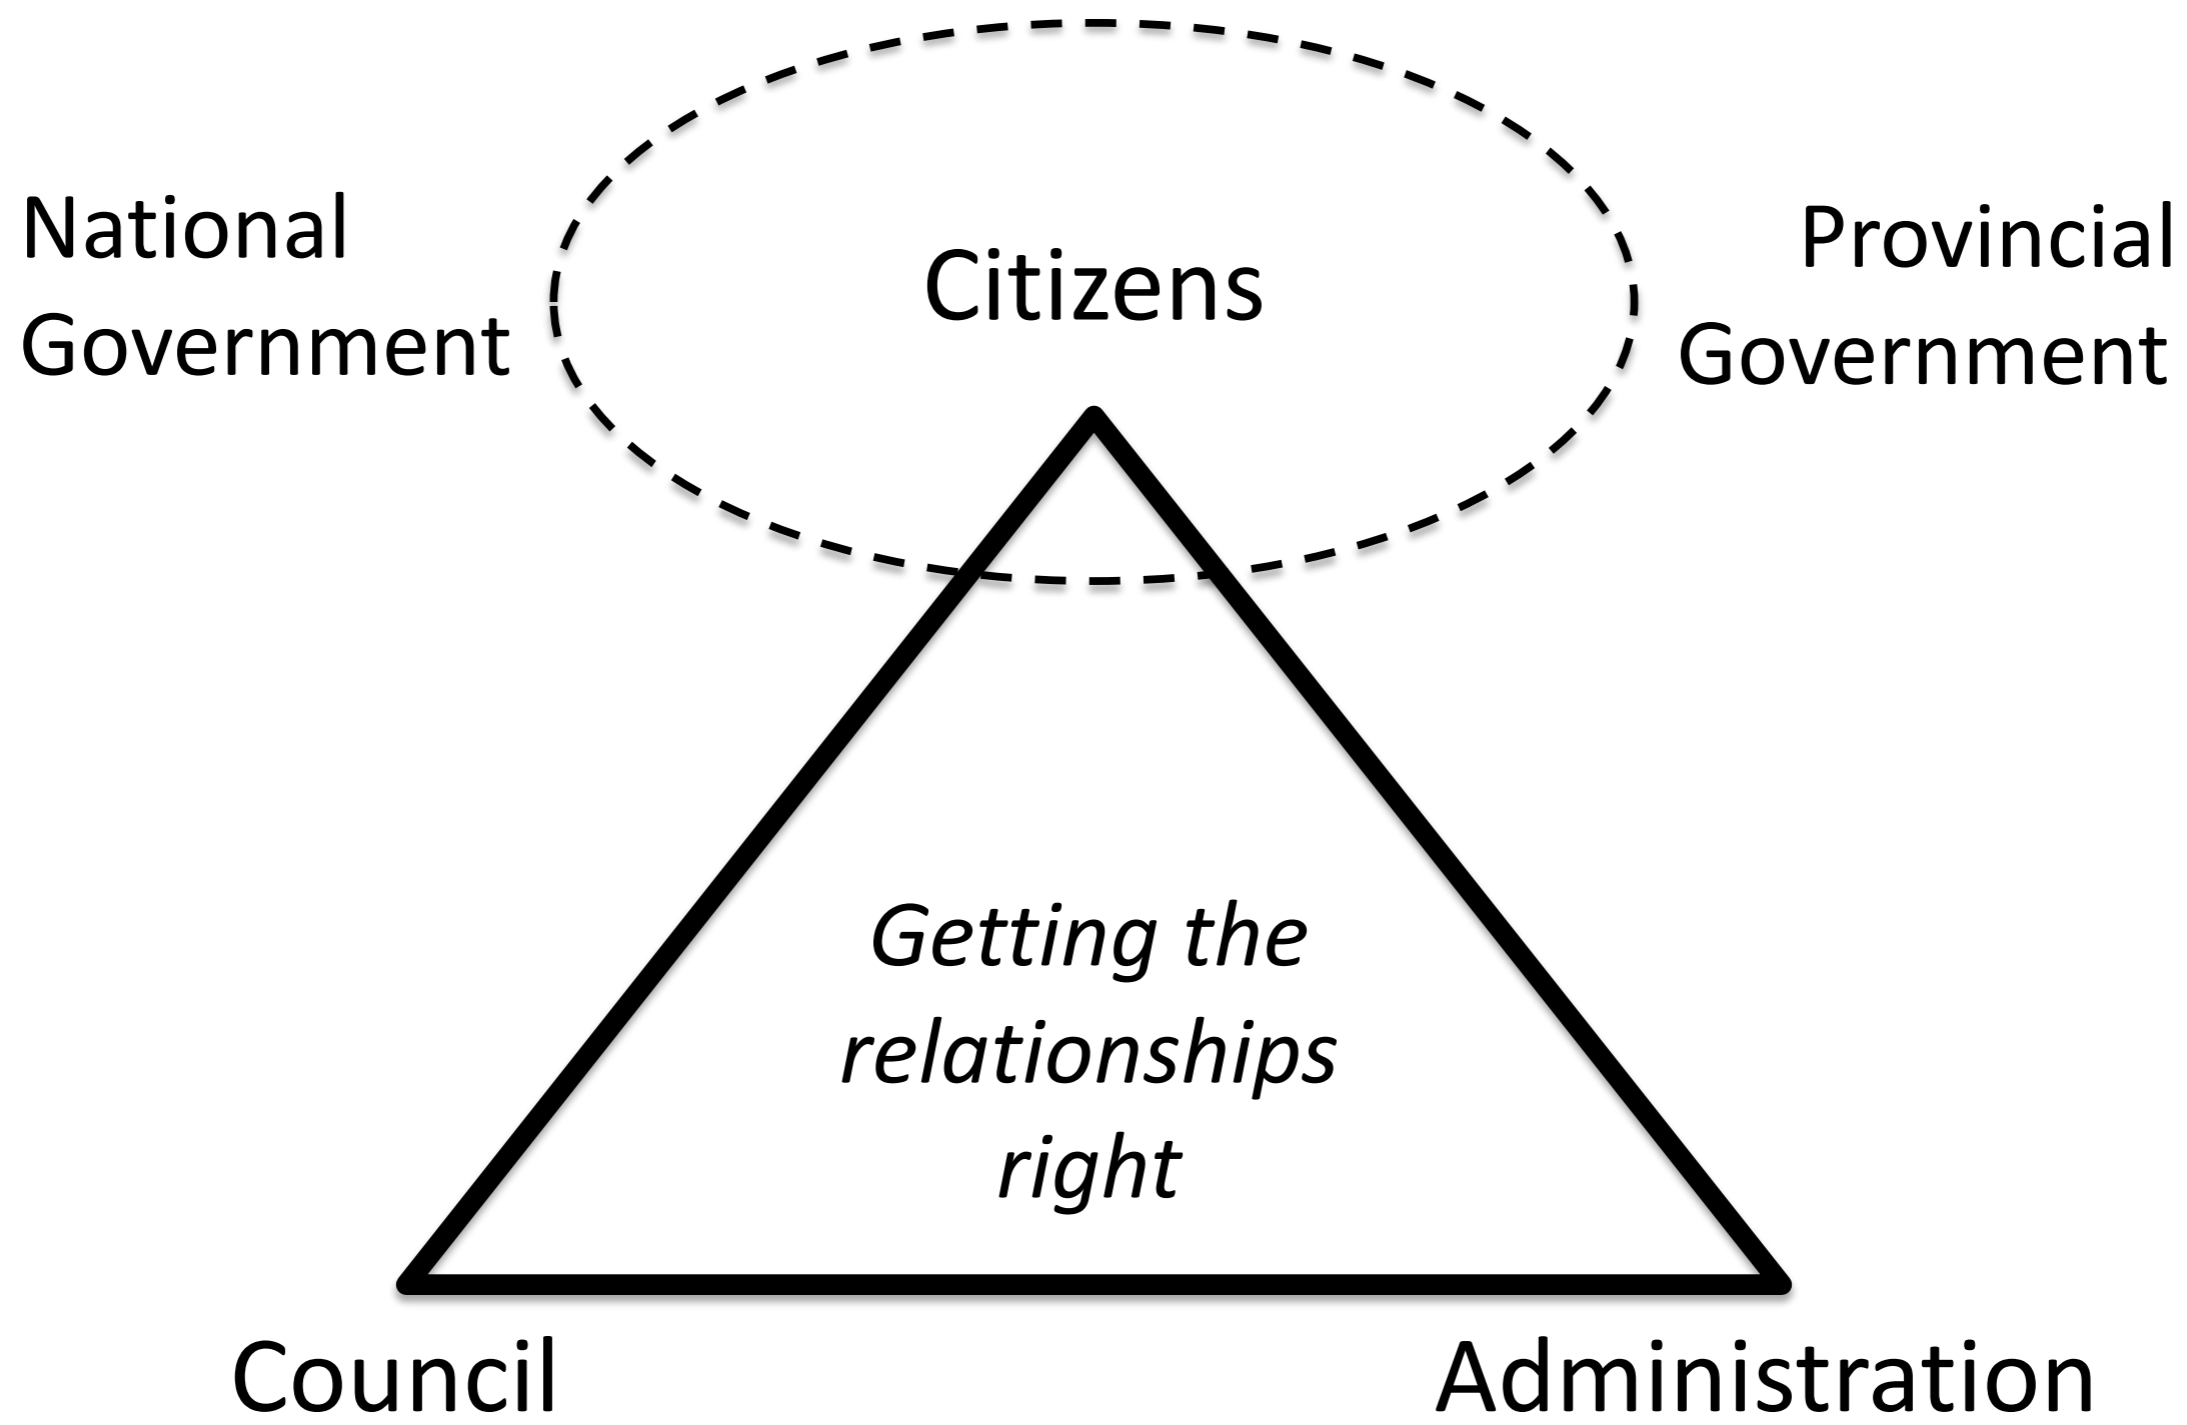 National
Government
Citizens
Provincial
Government
Getting the
relationships
right
Council
Administration